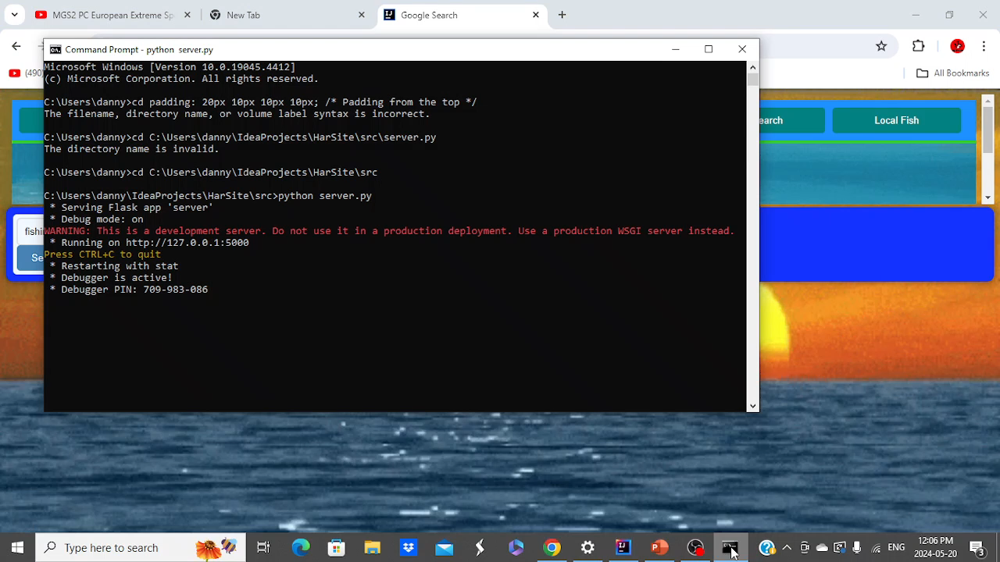 MGS2 PC European Extreme Sp
New Tab
Google Search
(490)
All Bookmarks
Command Prompt - python server.py
Microsoft Windows [Version 10.0.19045.4412]
(c) Microsoft Corporation. All rights reserved.
C:\Users\danny>cd padding: 20px 10px 10px 10px; /* Padding from the top */
The filename, directory name, or volume label syntax is incorrect.
C:\Users\danny>cd C:\Users\danny\IdeaProjects\HarSite\src\server.py
The directory name is invalid.
C:\Users\danny>cd C:\Users\danny\IdeaProjects\HarSite\src
C:\Users\danny\IdeaProjects\HarSite\src>python server.py
* Serving Flask app 'server'
* Debug mode: on
WARNING: This is a development server. Do not use it in a production deployment. Use a production WSGI server instead.
* Running on http://127.0.0.1:5000
Press CTRL+C to quit
* Restarting with stat
* Debugger is active!
* Debugger PIN: 709-983-086
earch
Local Fish
fishi
Se
Type here to search
ENG
12:06 PM
2024-05-20
3